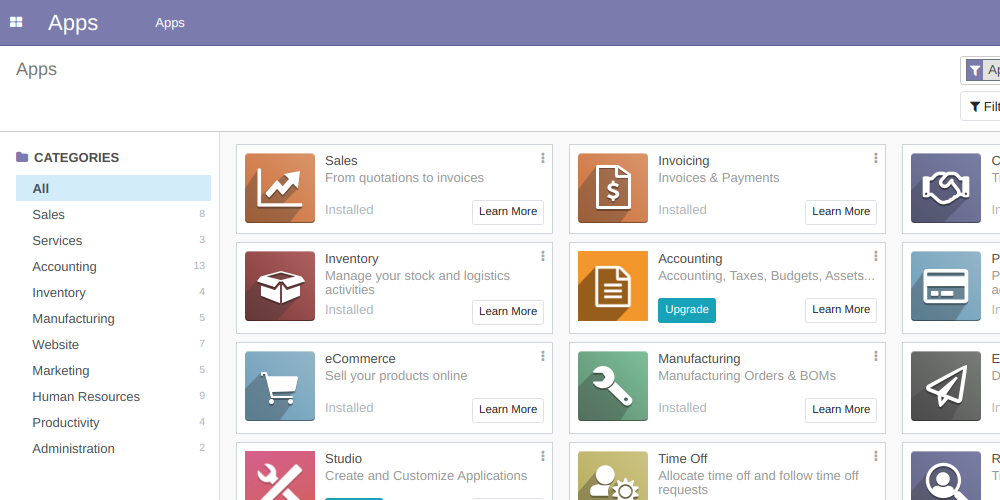 Apps Apps
Apps
Filt
CATEGORIES
All
Sales 8
Services 3
Accounting 13
Inventory 4
Manufacturing 5
Website 7
Marketing 5
Human Resources 9
Productivity 4
Administration 2
Sales
From quotations to invoices
Installed Learn More
Invoicing
Invoices & Payments
Installed Learn More
Inventory
Manage your stock and logistics
activities
Installed Learn More
Accounting
Accounting, Taxes, Budgets, Assets...
Upgrade Learn More
eCommerce
Sell your products online
Installed Learn More
Manufacturing
Manufacturing Orders & BOMs
Installed Learn More
Studio
Create and Customize Applications
Time Off
Allocate time off and follow time off
requests